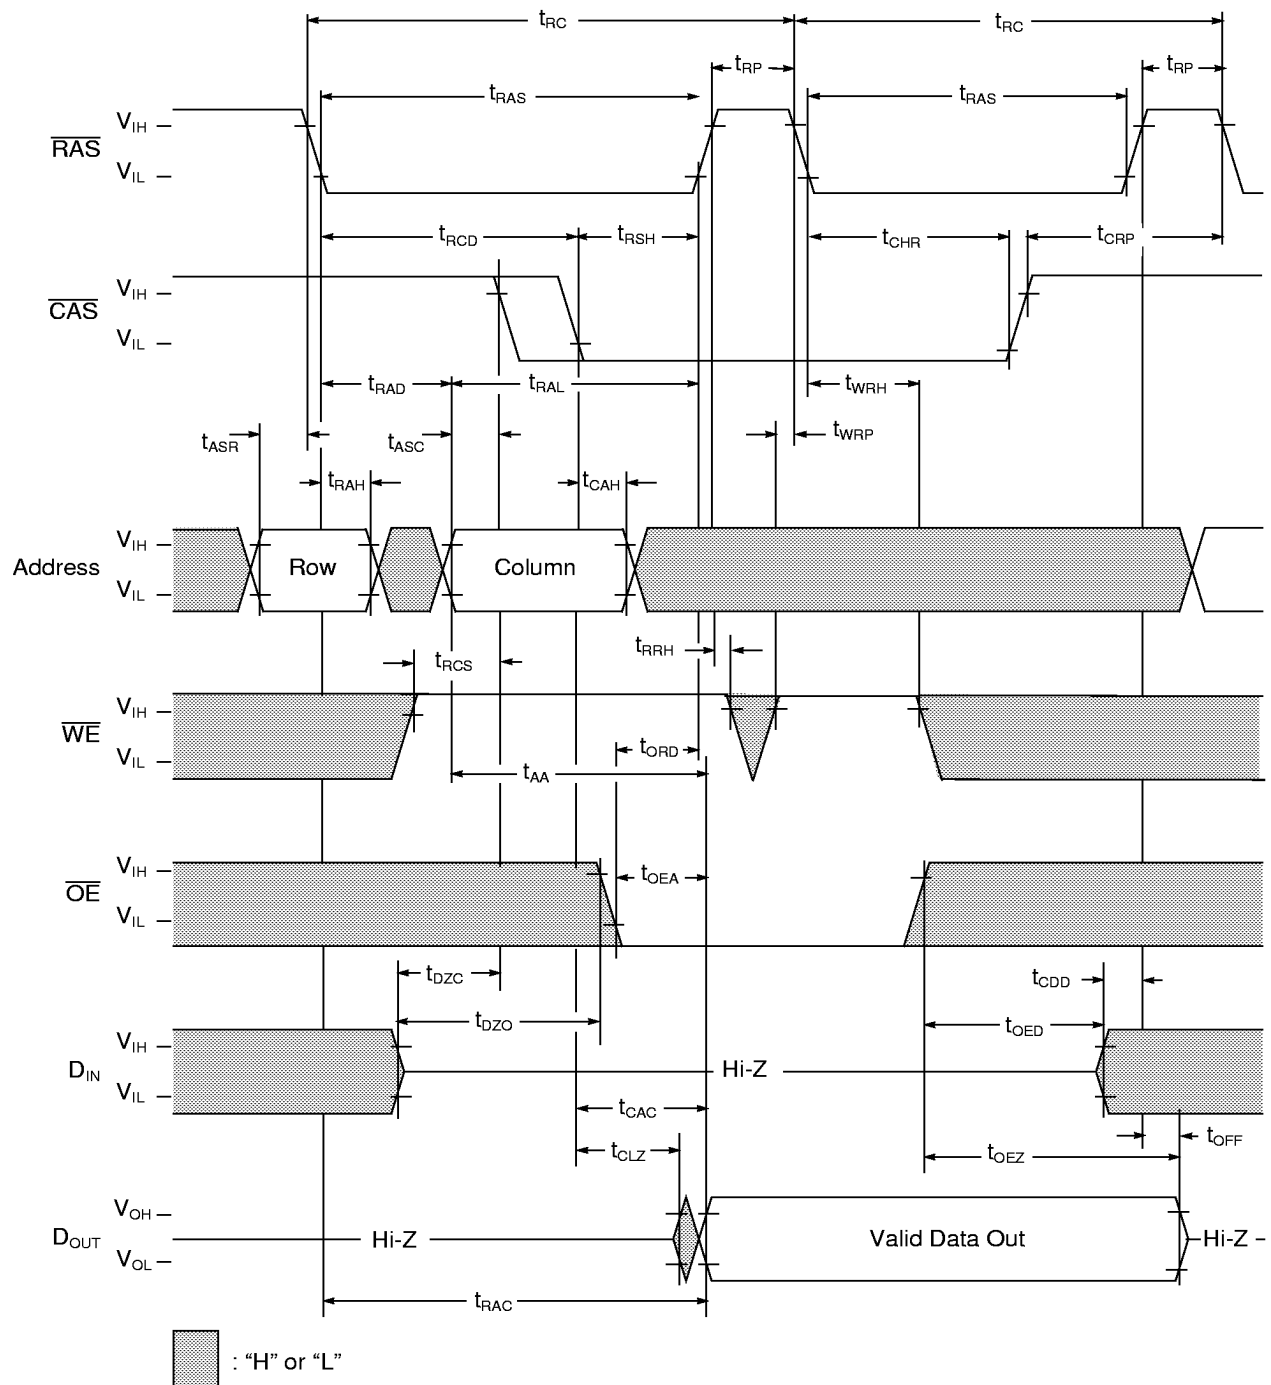 tRC tRC
tRP tRP
tRAS tRAS
VIH
RAS
VIL
tRCD tRSH tCHR tCRP
VIH
CAS
VIL
tRAD tRAL tWRH
tASR tASC tWRP
tRAH tCAH
VIH
Address Row Column
VIL
tRRH
tRCS
VIH
WE
VIL
tORD
tAA
VIH
OE tOEA
VIL
tDZC tCDD
tDZO tOED
VIH
DIN Hi-Z
VIL
tCAC
tCLZ tOEZ tOFF
VOH
DOUT Hi-Z Valid Data Out Hi-Z
VOL
tRAC
: “H” or “L”